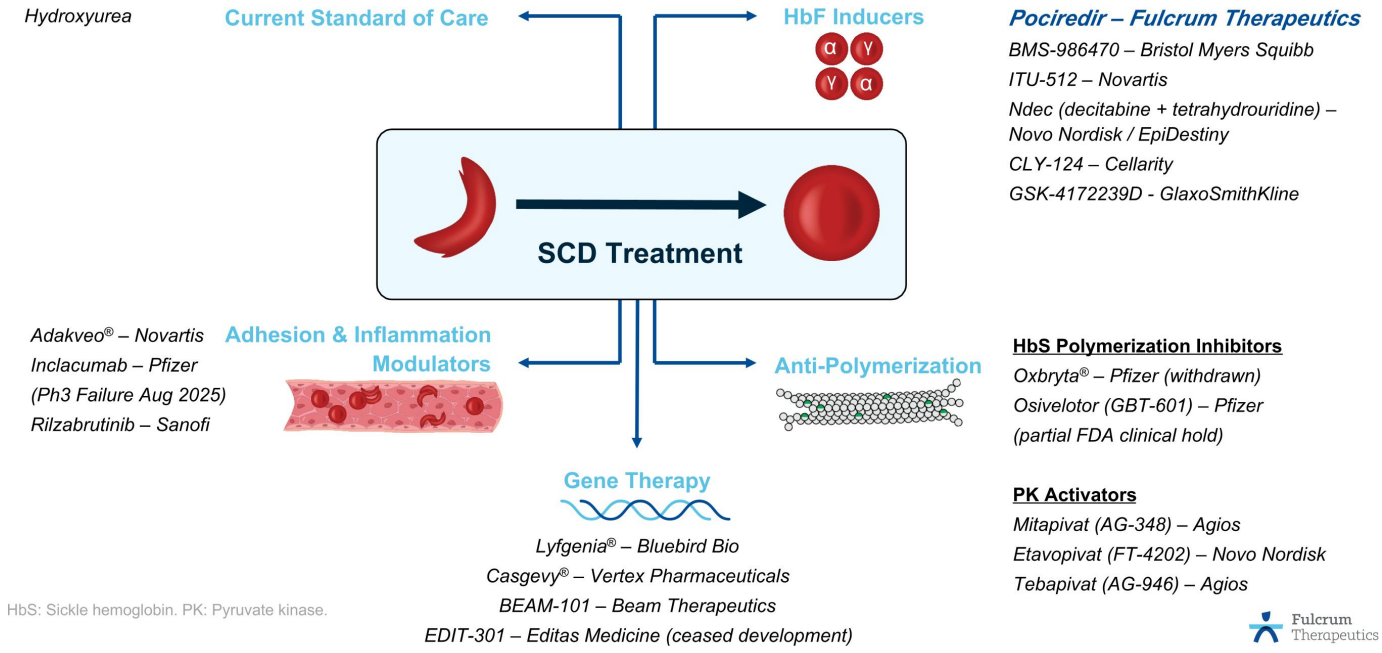 Hydroxyurea
Current Standard of Care
HbF Inducers
α γ
γ α
Pociredir – Fulcrum Therapeutics
BMS-986470 – Bristol Myers Squibb
ITU-512 – Novartis
Ndec (decitabine + tetrahydrouridine) –
Novo Nordisk / EpiDestiny
CLY-124 – Cellarity
GSK-4172239D - GlaxoSmithKline
SCD Treatment
Adakveo® – Novartis
Inclacumab – Pfizer
(Ph3 Failure Aug 2025)
Rilzabrutinib – Sanofi
Adhesion & Inflammation
Modulators
Anti-Polymerization
HbS Polymerization Inhibitors
Oxbryta® – Pfizer (withdrawn)
Osivelotor (GBT-601) – Pfizer
(partial FDA clinical hold)
PK Activators
Mitapivat (AG-348) – Agios
Etavopivat (FT-4202) – Novo Nordisk
Tebapivat (AG-946) – Agios
Gene Therapy
Lyfgenia® – Bluebird Bio
Casgevy® – Vertex Pharmaceuticals
BEAM-101 – Beam Therapeutics
EDIT-301 – Editas Medicine (ceased development)
HbS: Sickle hemoglobin. PK: Pyruvate kinase.
Fulcrum
Therapeutics